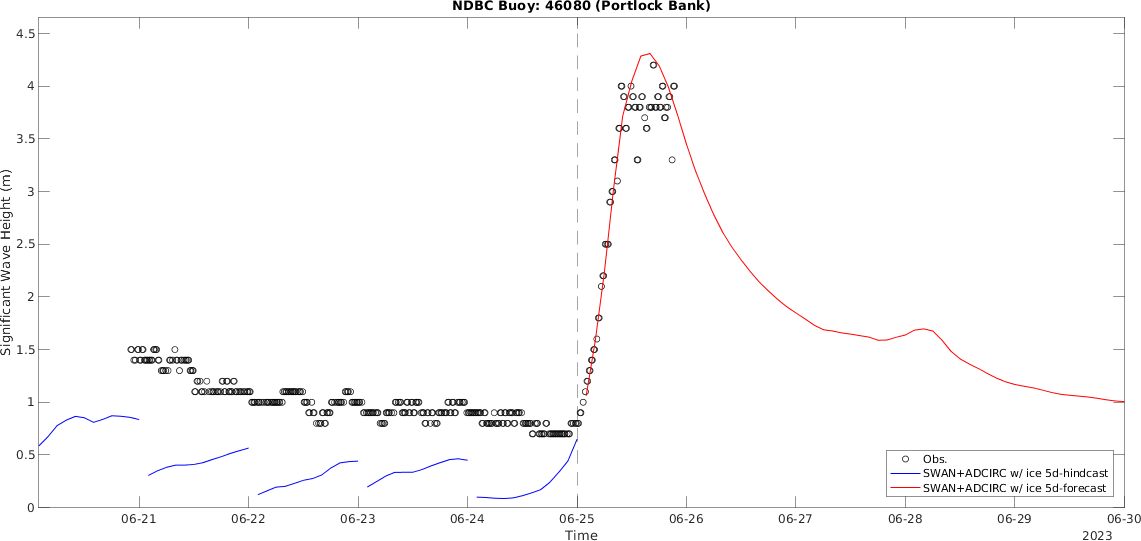 NDBC Buoy: 46080 (Portlock Bank)
4.5
4
3.5
3
2.5
2
1.5
1
0.5
0
Significant Wave Height (m)
Obs.
SWAN+ADCIRC w/ ice 5d-hindcast
SWAN+ADCIRC w/ ice 5d-forecast
06-21 06-22 06-23 06-24 06-25 06-26 06-27 06-28 06-29 06-30
Time
2023